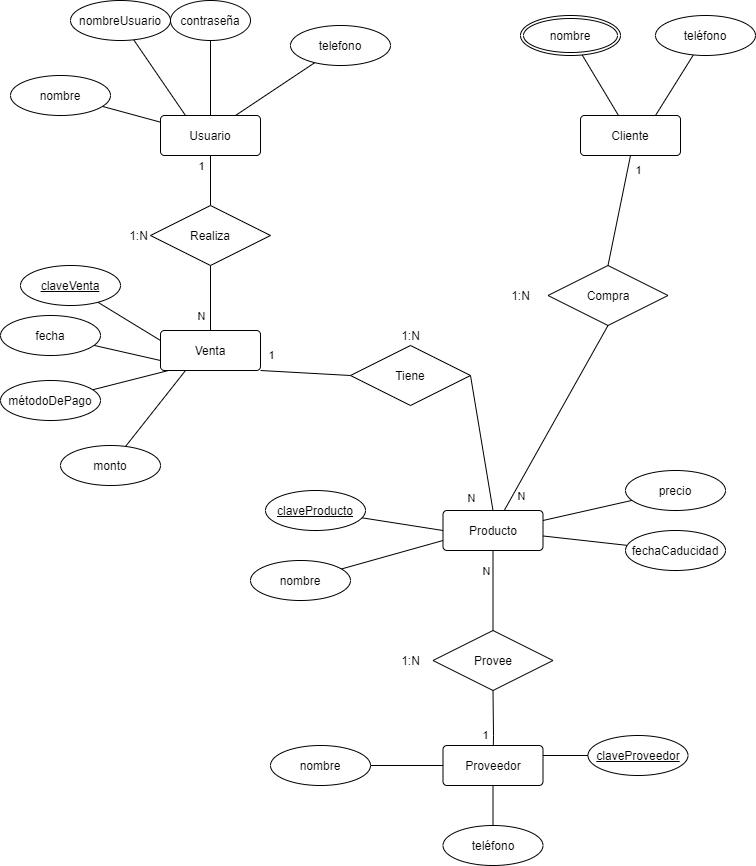 nombreUsuario
contraseña
telefono
nombre
Usuario
1
1:N
Realiza
N
nombre
teléfono
Cliente
1
1:N
Compra
claveVenta
fecha
métodoDePago
monto
Venta
1
1:N
Tiene
N
N
claveProducto
nombre
Producto
precio
fechaCaducidad
N
1:N
Provee
1
nombre
Proveedor
claveProveedor
teléfono